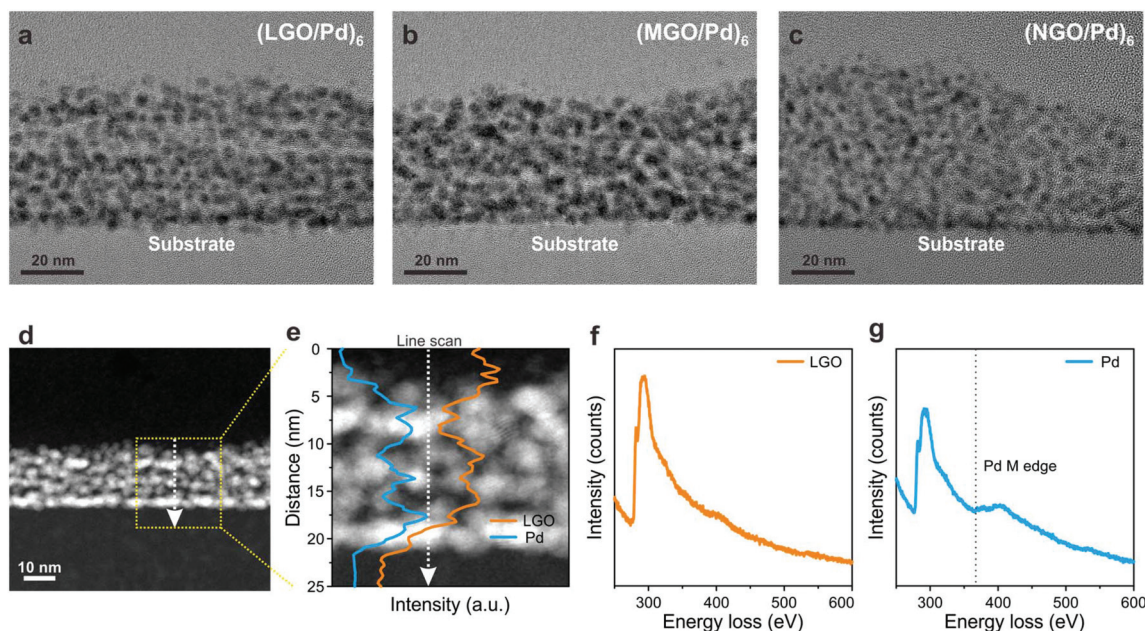 a
(LGO/Pd)6
Substrate
20 nm
b
(MGO/Pd)6
Substrate
20 nm
c
(NGO/Pd)6
Substrate
20 nm
d
10 nm
e
Line scan
0
5
10
15
20
25
Distance (nm)
LGO
Pd
Intensity (a.u.)
f
LGO
Intensity (counts)
300
400
500
600
Energy loss (eV)
g
Pd
Pd M edge
Intensity (counts)
300
400
500
600
Energy loss (eV)